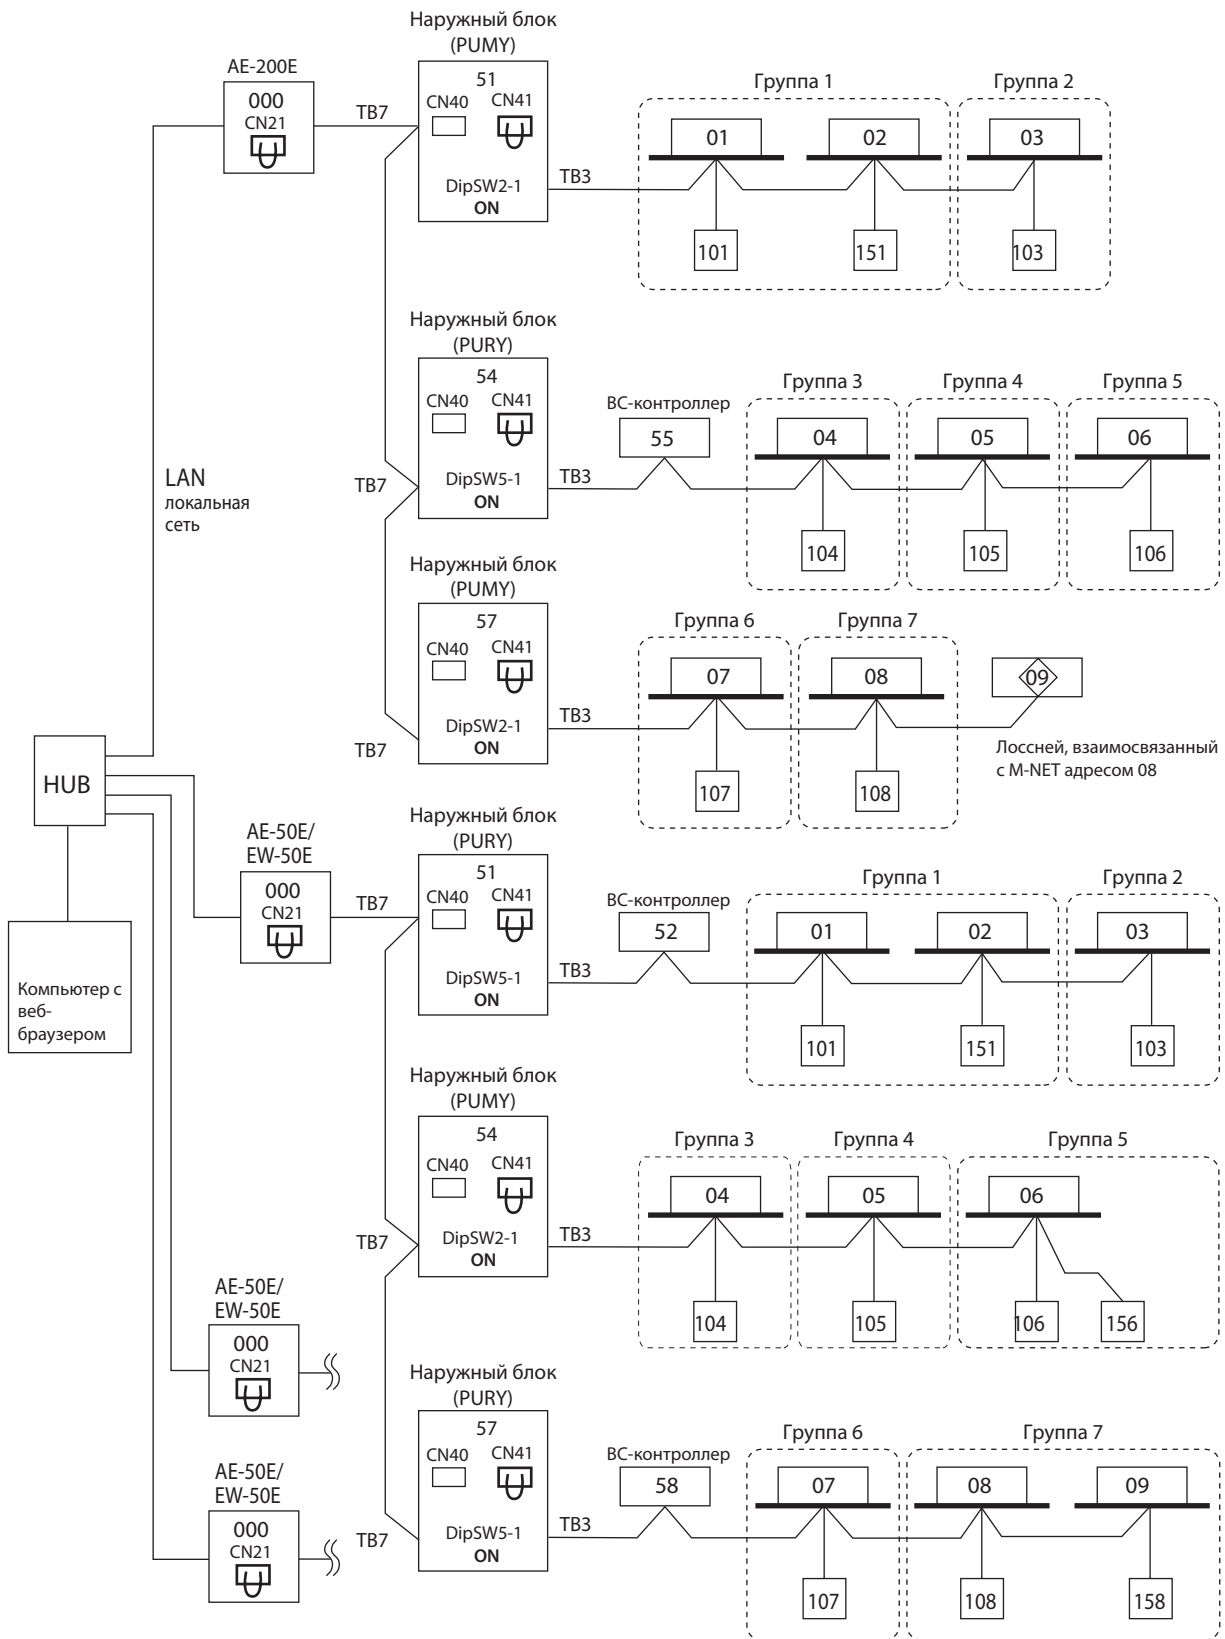 Наружный блок
(PUMY)
AE-200E
000
CN21
TB7
51
CN40
CN41
DipSW2-1
ON
TB3
Группа 1
Группа 2
01
02
03
101
151
103
Наружный блок
(PURY)
54
CN40
CN41
DipSW5-1
ON
TB7
TB3
BC-контроллер
55
Группа 3
Группа 4
Группа 5
04
05
06
104
105
106
LAN
локальная
сеть
Наружный блок
(PUMY)
57
CN40
CN41
DipSW2-1
ON
TB7
TB3
Группа 6
Группа 7
07
08
09
107
108
Лоссней, взаимосвязанный
с M-NET адресом 08
HUB
Компьютер с
веб-
браузером
AE-50E/
EW-50E
000
CN21
TB7
Наружный блок
(PURY)
51
CN40
CN41
DipSW5-1
ON
TB3
BC-контроллер
52
Группа 1
Группа 2
01
02
03
101
151
103
Наружный блок
(PUMY)
54
CN40
CN41
DipSW2-1
ON
TB7
TB3
Группа 3
Группа 4
Группа 5
04
05
06
104
105
106
156
AE-50E/
EW-50E
000
CN21
Наружный блок
(PURY)
57
CN40
CN41
DipSW5-1
ON
TB7
TB3
BC-контроллер
58
Группа 6
Группа 7
07
08
09
107
108
158
AE-50E/
EW-50E
000
CN21